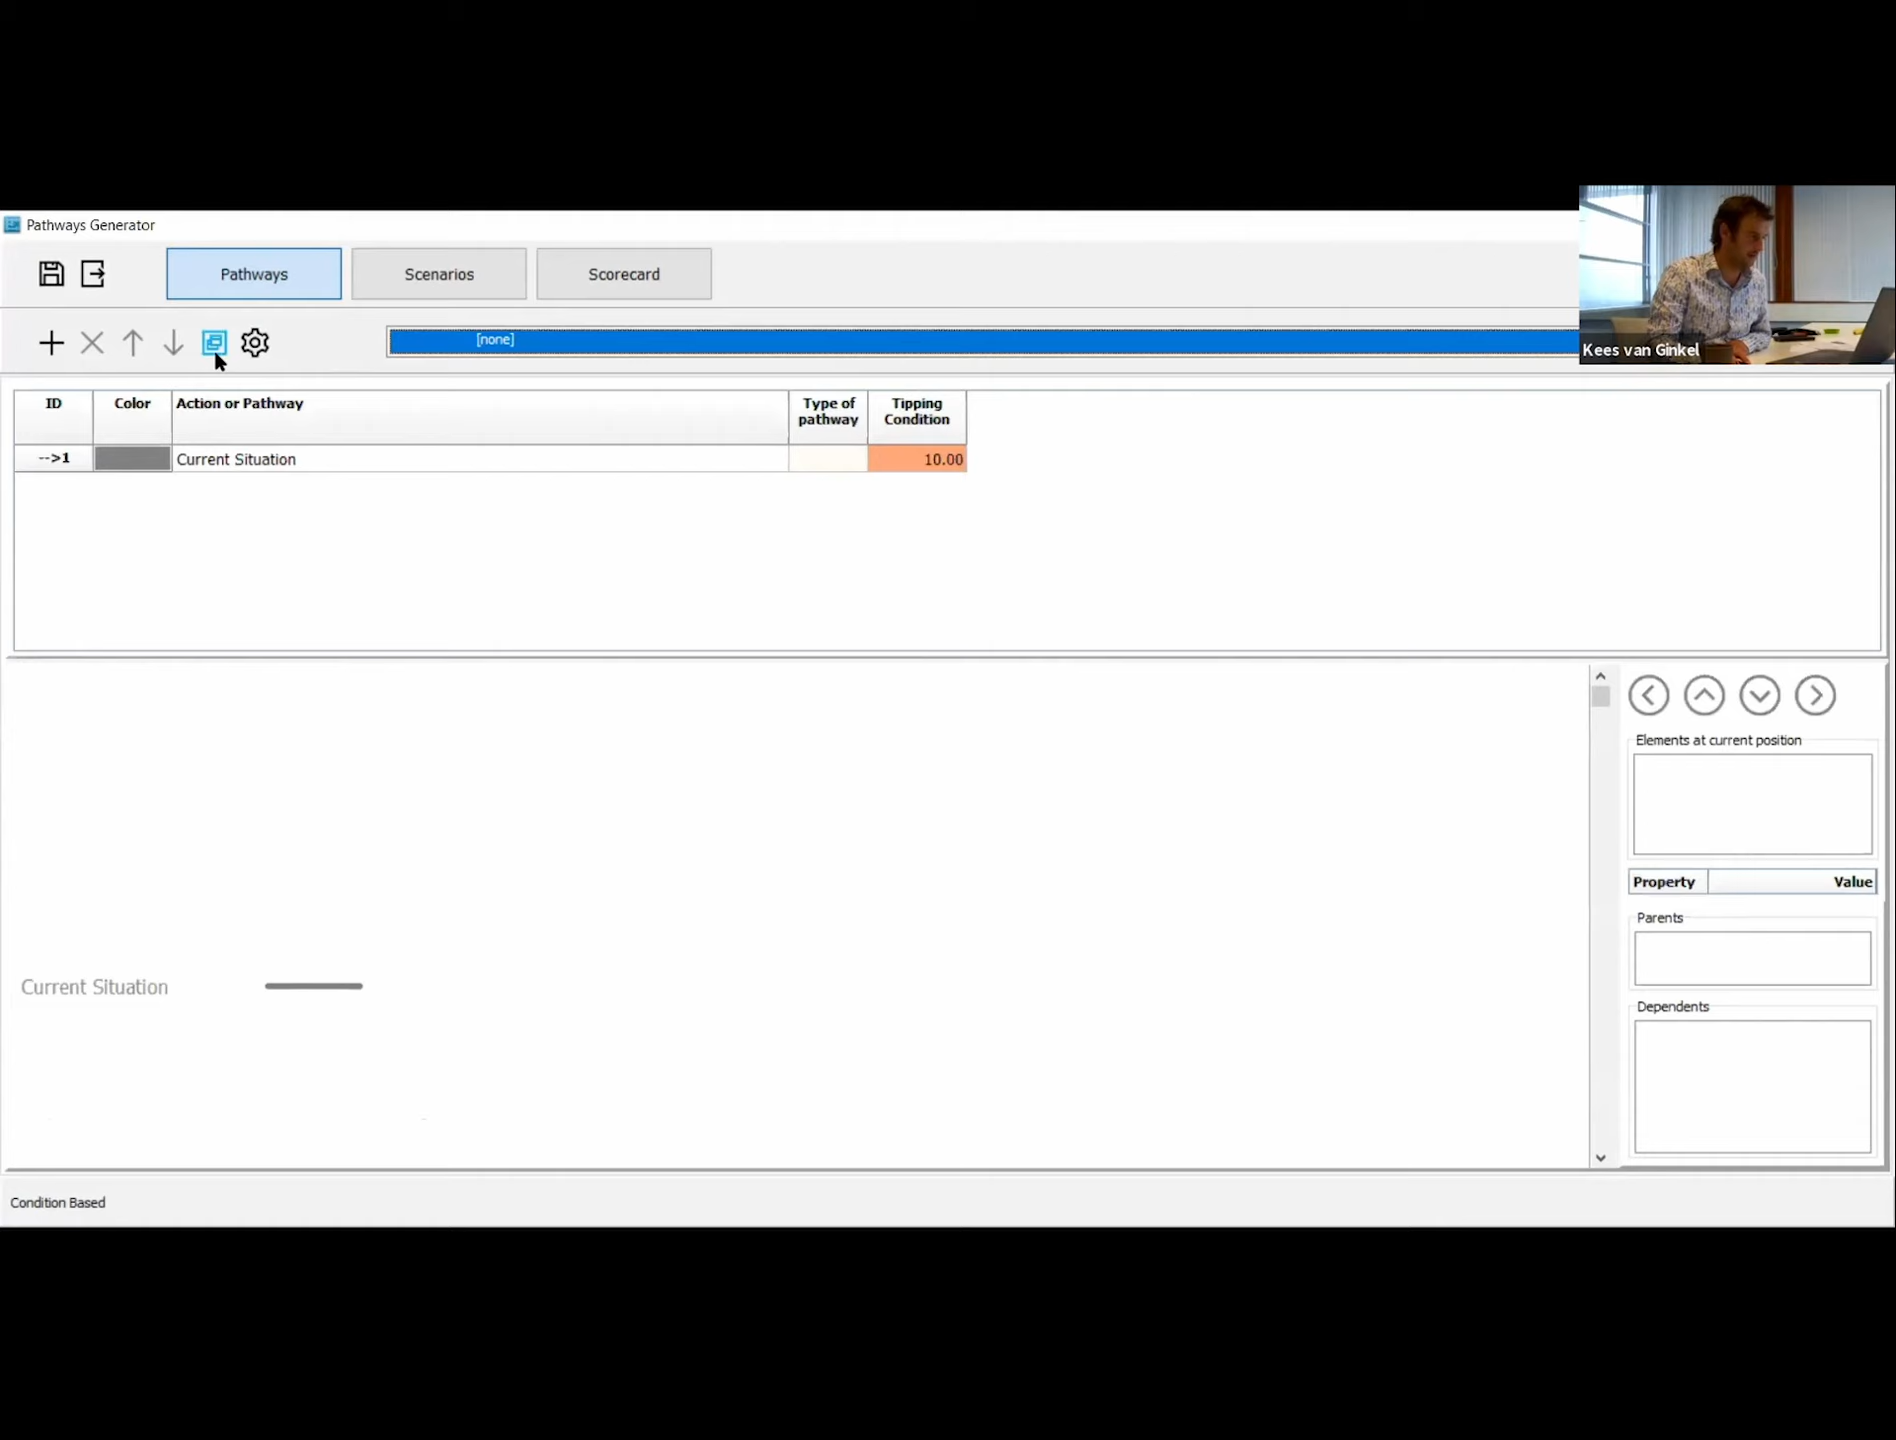 Pathways Generator
Pathways
Scenarios
Scorecard
[none]
Kees van Ginkel
ID
Color
Action or Pathway
Type of
pathway
Tipping
Condition
-->1
Current Situation
10.00
Elements at current position
Property
Value
Parents
Dependents
Current Situation
Condition Based